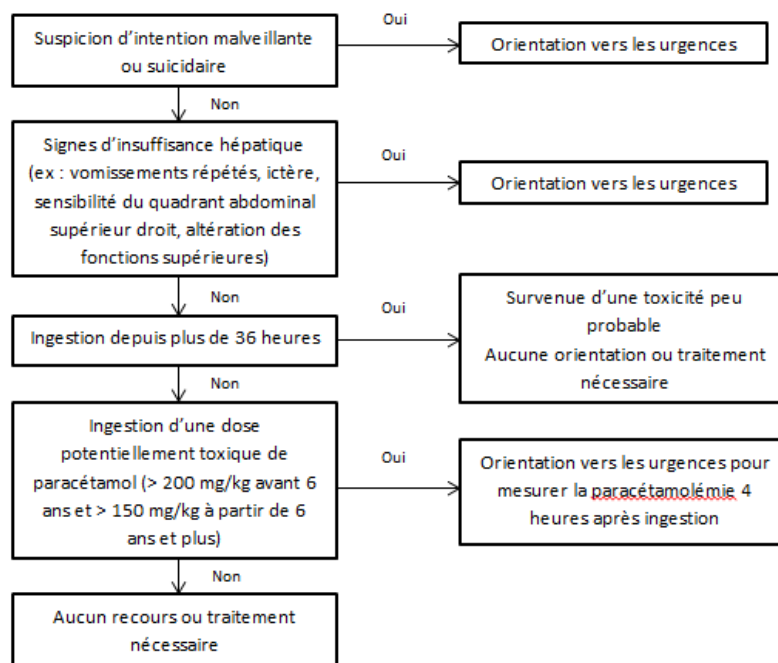 Suspicion d'intention malveillante
ou suicidaire
Oui
Orientation vers les urgences
Non
Signes d'insuffisance hépatique
(ex : vomissements répétés, ictère,
sensibilité du quadrant abdominal
supérieur droit, altération des
fonctions supérieures)
Oui
Orientation vers les urgences
Non
Ingestion depuis plus de 36 heures
Oui
Survenue d'une toxicité peu
probable
Aucune orientation ou traitement
nécessaire
Non
Ingestion d'une dose
potentiellement toxique de
paracétamol (> 200 mg/kg avant 6
ans et > 150 mg/kg à partir de 6
ans et plus)
Oui
Orientation vers les urgences pour
mesurer la paracétamolémie 4
heures après ingestion
Non
Aucun recours ou traitement
nécessaire